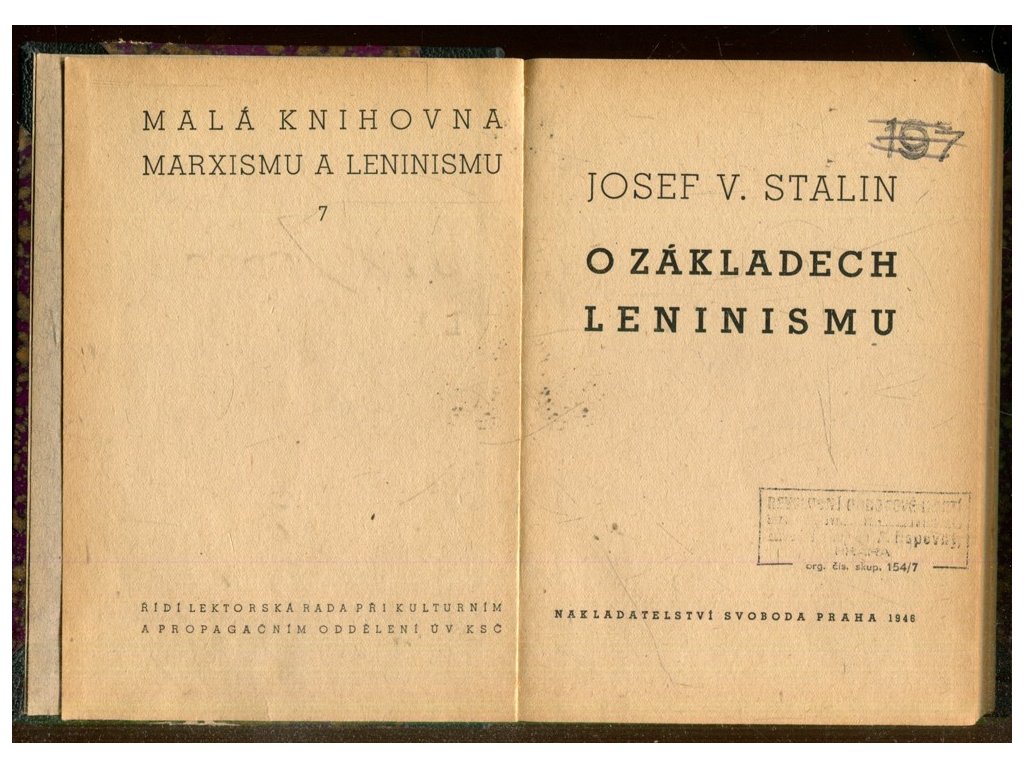 MALÁ KNIHOVNA
MARXISMU A LENINISMU
7
ŘÍDÍ LEKTORSKÁ RADA PŘI KULTURNÍM
A PROPAGAČNÍM ODDĚLENÍ ÚV KSČ
197
JOSEF V. STALIN
O ZÁKLADECH
LENINISMU
PRAHA
org. čís. skup. 154/7
NAKLADATELSTVÍ SVOBODA PRAHA 1946